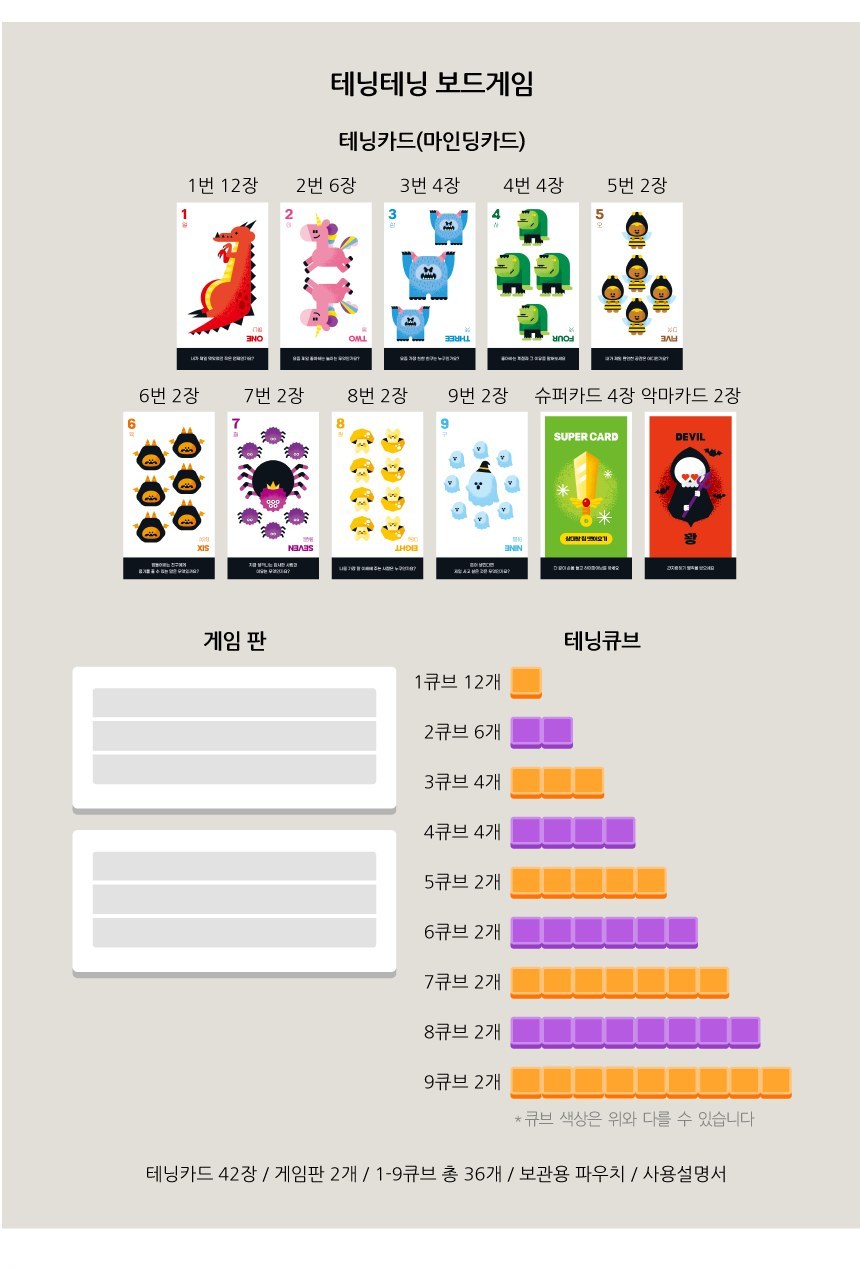 테닝테닝 보드게임
테닝카드(마인딩카드)
1번 12장
2번 6장
3번 4장
4번 4장
5번 2장
1
ONE
2
TWO
3
THREE
4
FOUR
5
FIVE
6번 2장
7번 2장
8번 2장
9번 2장
슈퍼카드 4장
악마카드 2장
6
SIX
7
SEVEN
8
EIGHT
9
NINE
SUPER CARD
DEVIL
꽝
게임 판
테닝큐브
1큐브 12개
2큐브 6개
3큐브 4개
4큐브 4개
5큐브 2개
6큐브 2개
7큐브 2개
8큐브 2개
9큐브 2개
* 큐브 색상은 위와 다를 수 있습니다
테닝카드 42장 / 게임판 2개 / 1-9큐브 총 36개 / 보관용 파우치 / 사용설명서